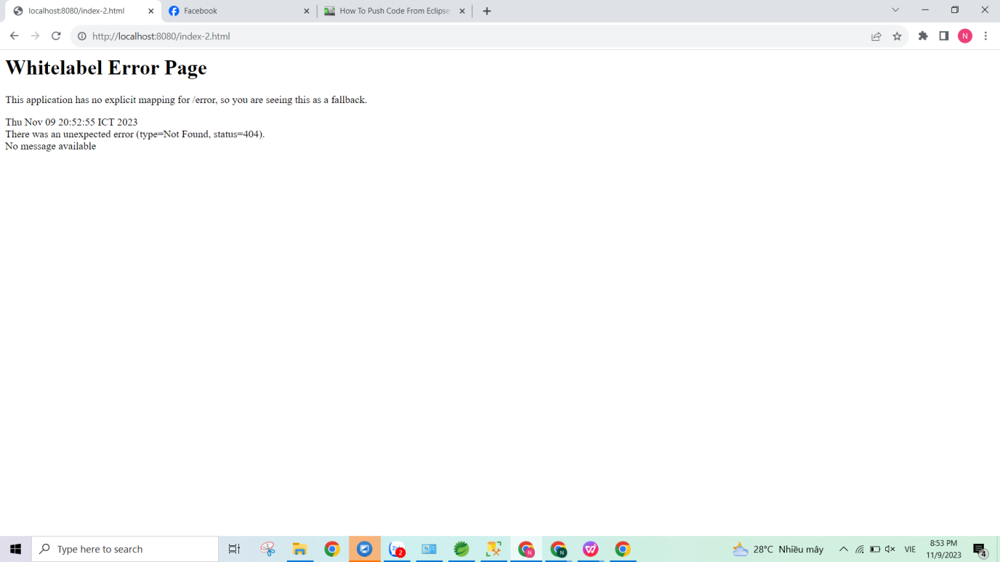 localhost:8080/index-2.html
Facebook
How To Push Code From Eclipse
http://localhost:8080/index-2.html
N
Whitelabel Error Page
This application has no explicit mapping for /error, so you are seeing this as a fallback.
Thu Nov 09 20:52:55 ICT 2023
There was an unexpected error (type=Not Found, status=404).
No message available
Type here to search
2
N
N
28°C Nhiều mây
VIE
8:53 PM
11/9/2023
4